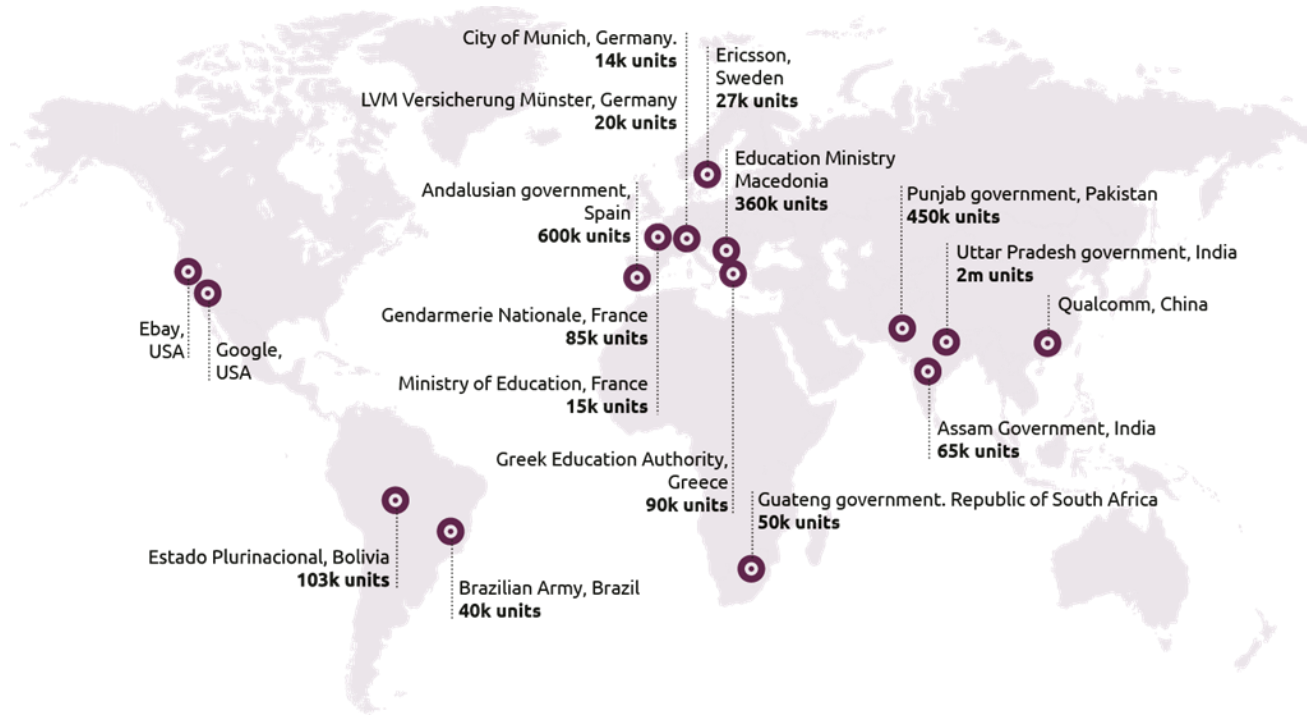 City of Munich, Germany.
14k units
Ericsson,
Sweden
27k units
LVM Versicherung Münster, Germany
20k units
Education Ministry
Macedonia
360k units
Andalusian government,
Spain
600k units
Punjab government, Pakistan
450k units
Uttar Pradesh government, India
2m units
Qualcomm, China
Ebay,
USA
Google,
USA
Gendarmerie Nationale, France
85k units
Ministry of Education, France
15k units
Assam Government, India
65k units
Greek Education Authority,
Greece
90k units
Guateng government. Republic of South Africa
50k units
Estado Plurinacional, Bolivia
103k units
Brazilian Army, Brazil
40k units